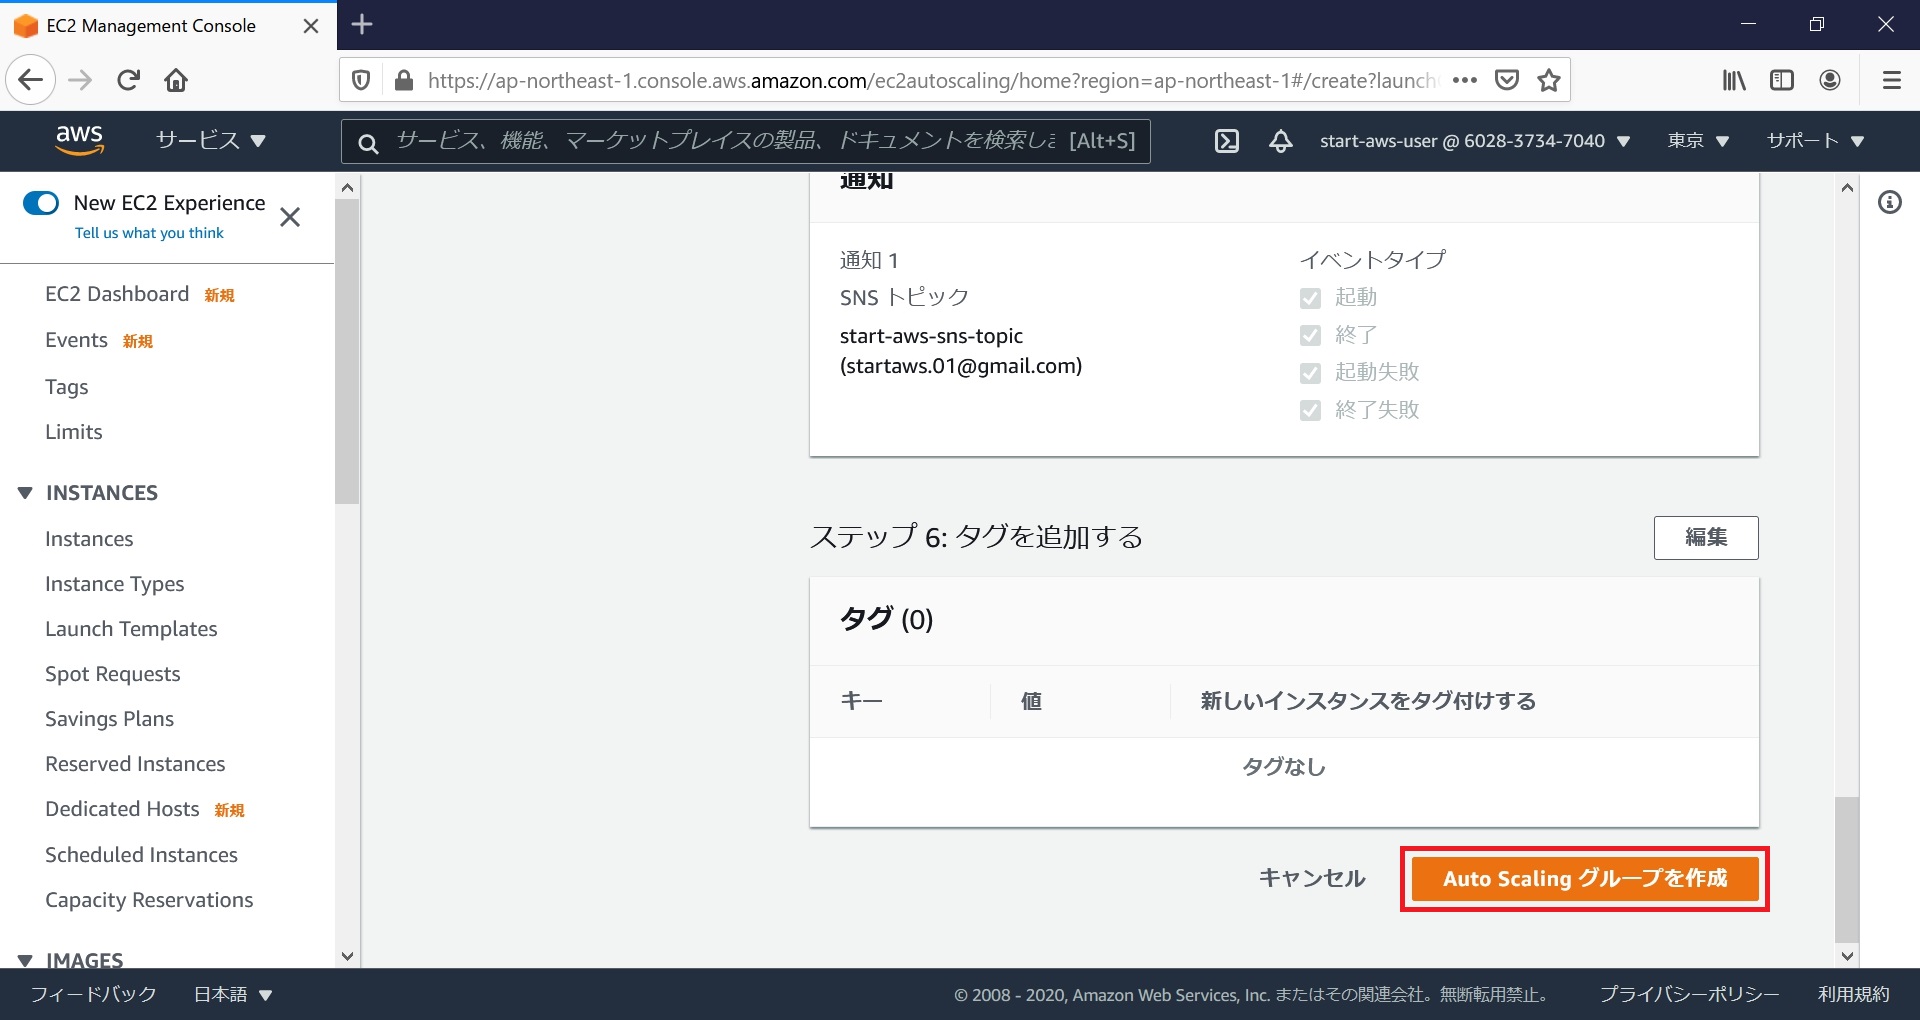 EC2 Management Console
https://ap-northeast-1.console.aws.amazon.com/ec2autoscaling/home?region=ap-northeast-1#/create?launch
aws
サービス
サービス、機能、マーケットプレイスの製品、ドキュメントを検索しま [Alt+S]
start-aws-user @ 6028-3734-7040
東京
サポート
New EC2 Experience
Tell us what you think
EC2 Dashboard 新規
Events 新規
Tags
Limits
INSTANCES
Instances
Instance Types
Launch Templates
Spot Requests
Savings Plans
Reserved Instances
Dedicated Hosts 新規
Scheduled Instances
Capacity Reservations
IMAGES
通知
通知 1
SNS トピック
start-aws-sns-topic
(startaws.01@gmail.com)
イベントタイプ
起動
終了
起動失敗
終了失敗
ステップ 6: タグを追加する
編集
タグ (0)
キー
値
新しいインスタンスをタグ付けする
タグなし
キャンセル
Auto Scaling グループを作成
フィードバック
日本語
© 2008 - 2020, Amazon Web Services, Inc. またはその関連会社。無断転用禁止。
プライバシーポリシー
利用規約